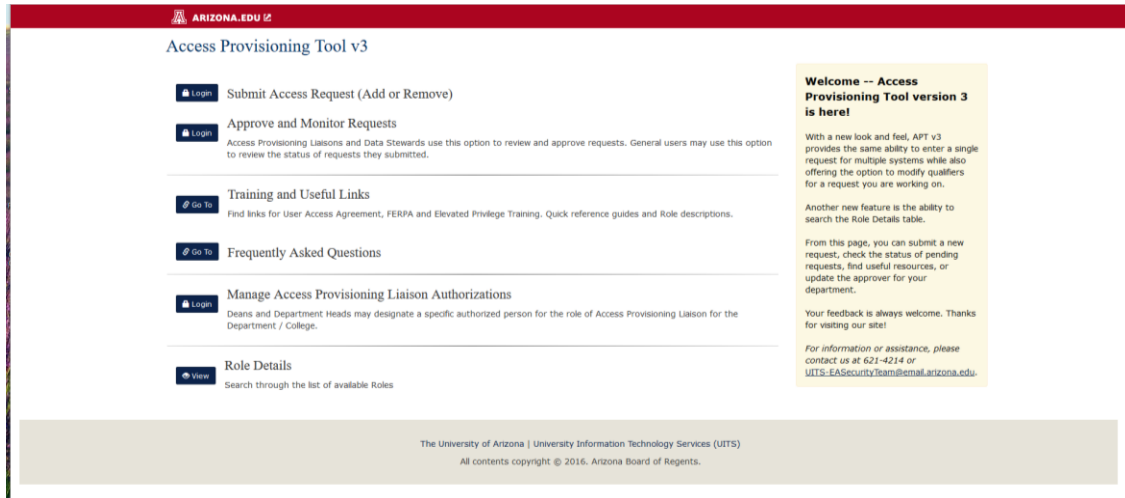 ARIZONA.EDU
Access Provisioning Tool v3
Login
Submit Access Request (Add or Remove)
Login
Approve and Monitor Requests
Access Provisioning Liaisons and Data Stewards use this option to review and approve requests. General users may use this option
to review the status of requests they submitted.
Go To
Training and Useful Links
Find links for User Access Agreement, FERPA and Elevated Privilege Training. Quick reference guides and Role descriptions.
Go To
Frequently Asked Questions
Login
Manage Access Provisioning Liaison Authorizations
Deans and Department Heads may designate a specific authorized person for the role of Access Provisioning Liaison for the
Department / College.
View
Role Details
Search through the list of available Roles
Welcome -- Access
Provisioning Tool version 3
is here!
With a new look and feel, APT v3
provides the same ability to enter a single
request for multiple systems while also
offering the option to modify qualifiers
for a request you are working on.
Another new feature is the ability to
search the Role Details table.
From this page, you can submit a new
request, check the status of pending
requests, find useful resources, or
update the approver for your
department.
Your feedback is always welcome. Thanks
for visiting our site!
For information or assistance, please
contact us at 621-4214 or
UITS-EASecurityTeam@email.arizona.edu.
The University of Arizona | University Information Technology Services (UITS)
All contents copyright © 2016. Arizona Board of Regents.